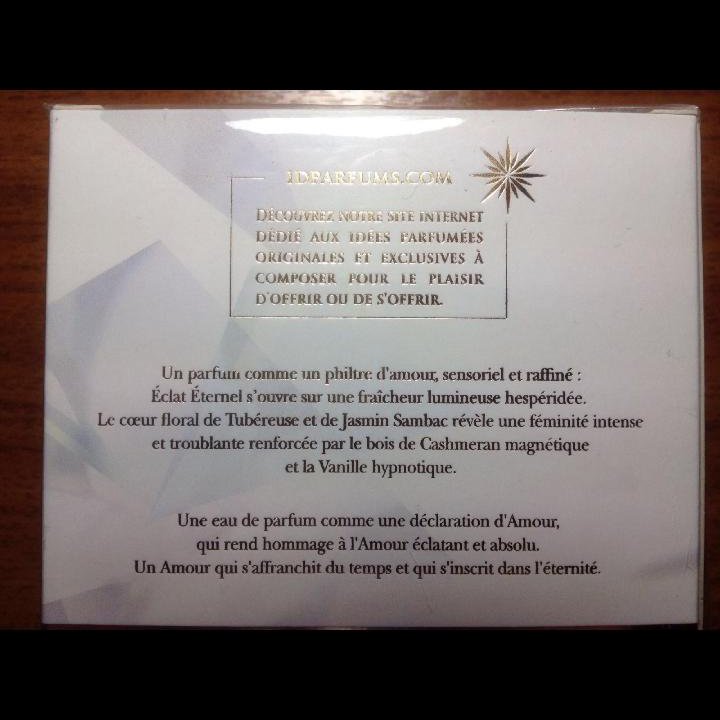 IDPARFUMS.COM
DÉCOUVREZ NOTRE SITE INTERNET
DÉDIÉ AUX IDÉES PARFUMÉES
ORIGINALES ET EXCLUSIVES À
COMPOSER POUR LE PLAISIR
D'OFFRIR OU DE S'OFFRIR.
Un parfum comme un philtre d'amour, sensoriel et raffiné :
Éclat Éternel s'ouvre sur une fraîcheur lumineuse hespéridée.
Le cœur floral de Tubéreuse et de Jasmin Sambac révèle une féminité intense
et troublante renforcée par le bois de Cashmeran magnétique
et la Vanille hypnotique.
Une eau de parfum comme une déclaration d'Amour,
qui rend hommage à l'Amour éclatant et absolu.
Un Amour qui s'affranchit du temps et qui s'inscrit dans l'éternité.